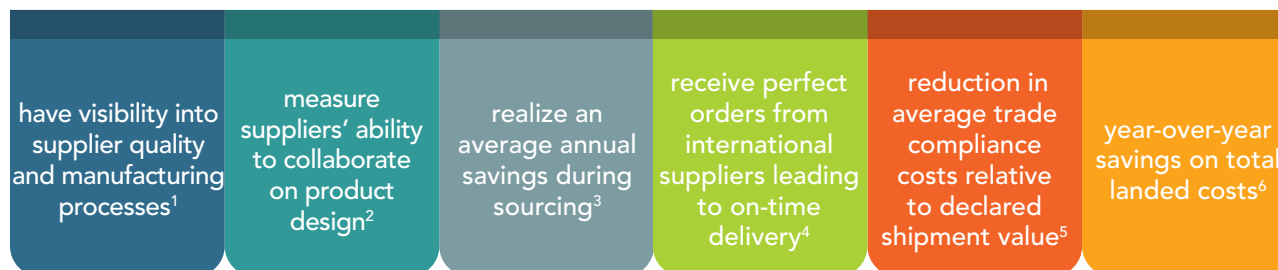 have visibility into
supplier quality
and manufacturing
processes¹
measure
suppliers’ ability
to collaborate
on product
design²
realize an
average annual
savings during
sourcing³
receive perfect
orders from
international
suppliers leading
to on-time
delivery⁴
reduction in
average trade
compliance
costs relative
to declared
shipment value⁵
year-over-year
savings on total
landed costs⁶